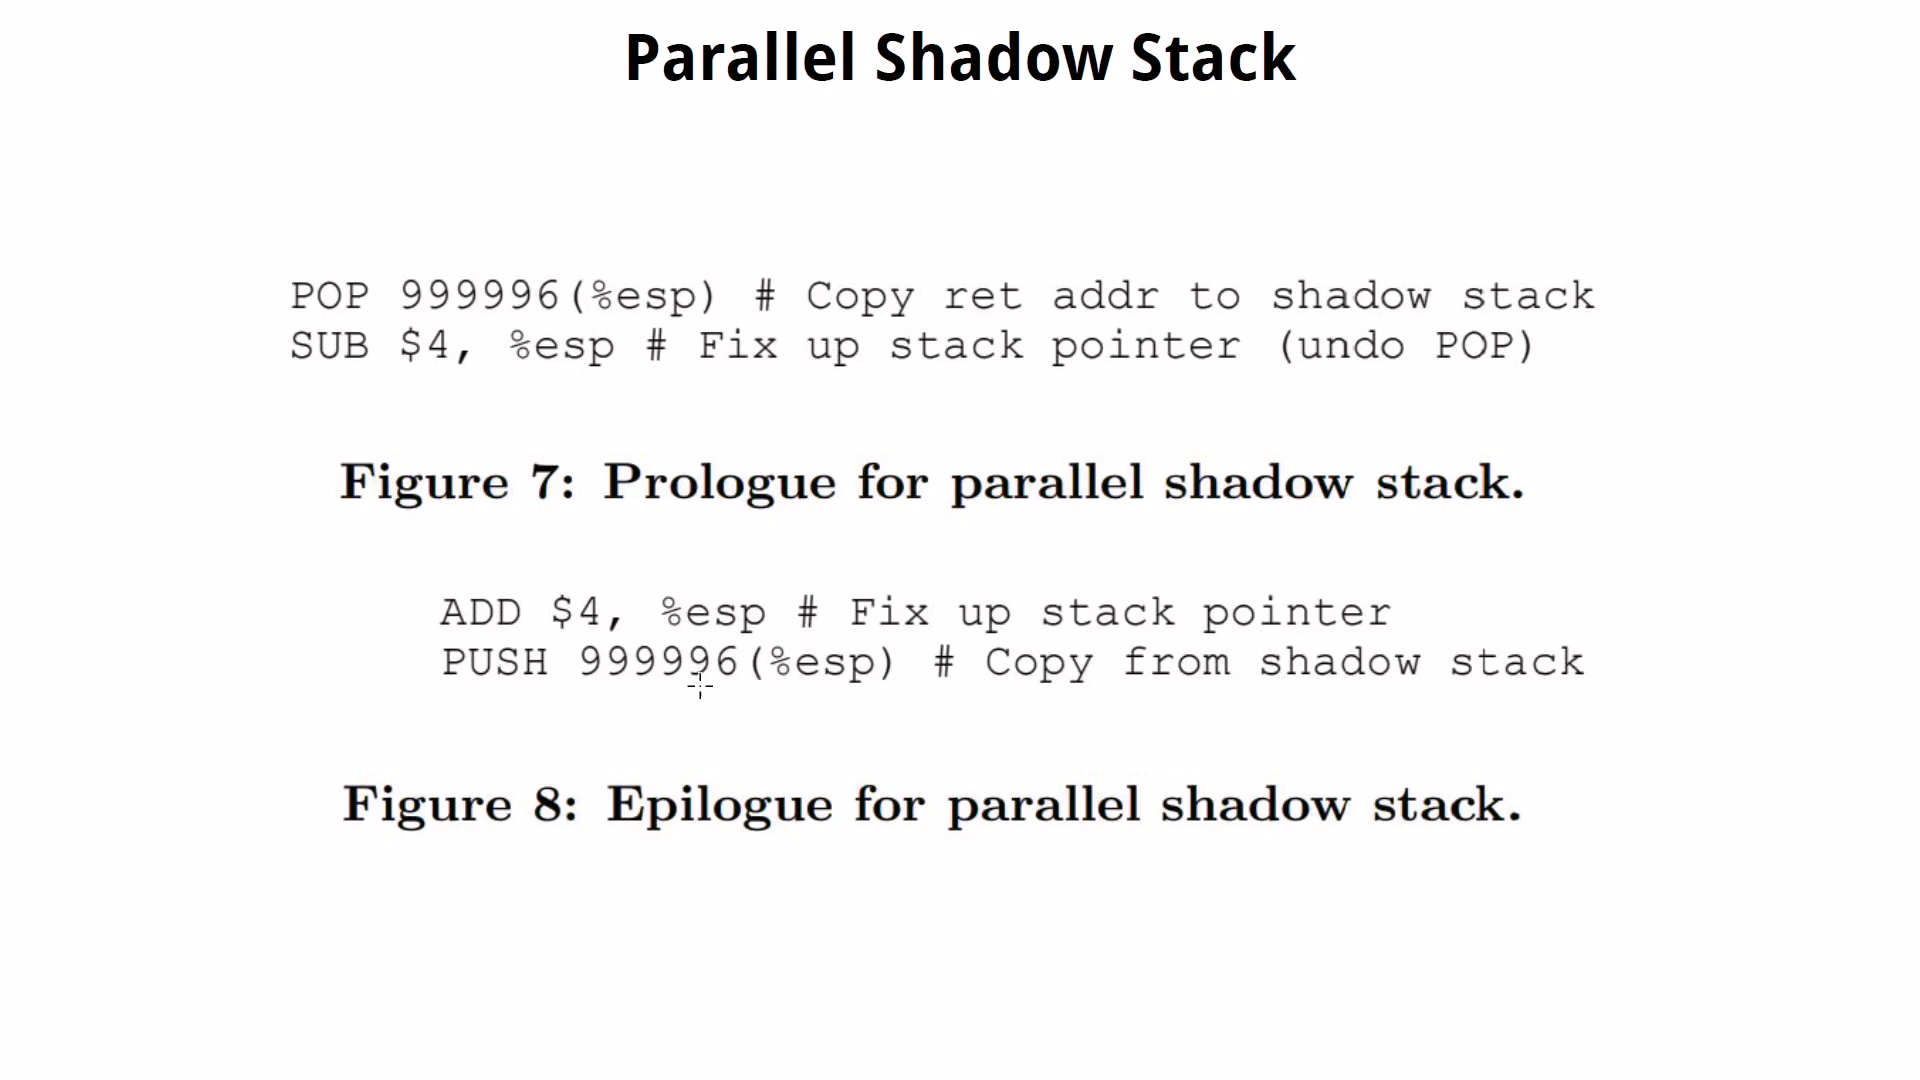 Parallel Shadow Stack
POP 999996(%esp) # Copy ret addr to shadow stack
SUB $4, %esp # Fix up stack pointer (undo POP)
Figure 7: Prologue for parallel shadow stack.
ADD $4, %esp # Fix up stack pointer
PUSH 999996(%esp) # Copy from shadow stack
Figure 8: Epilogue for parallel shadow stack.